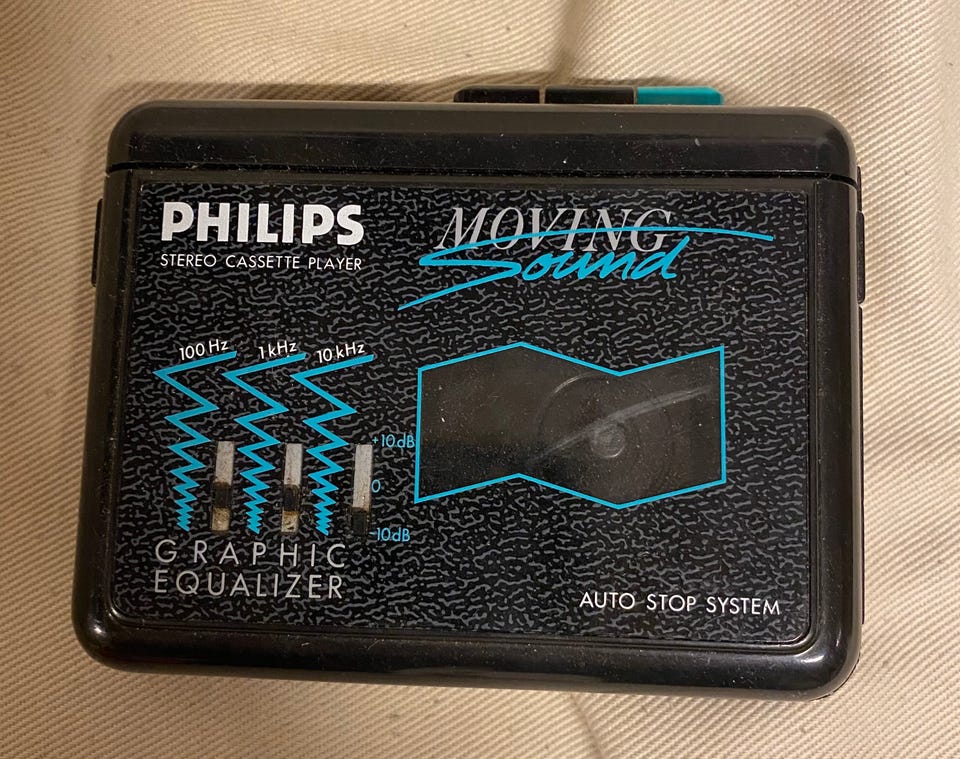 PHILIPS
STEREO CASSETTE PLAYER
MOVING
Sound
100 Hz 1 kHz 10 kHz
+10dB
0
-10dB
GRAPHIC
EQUALIZER
AUTO STOP SYSTEM